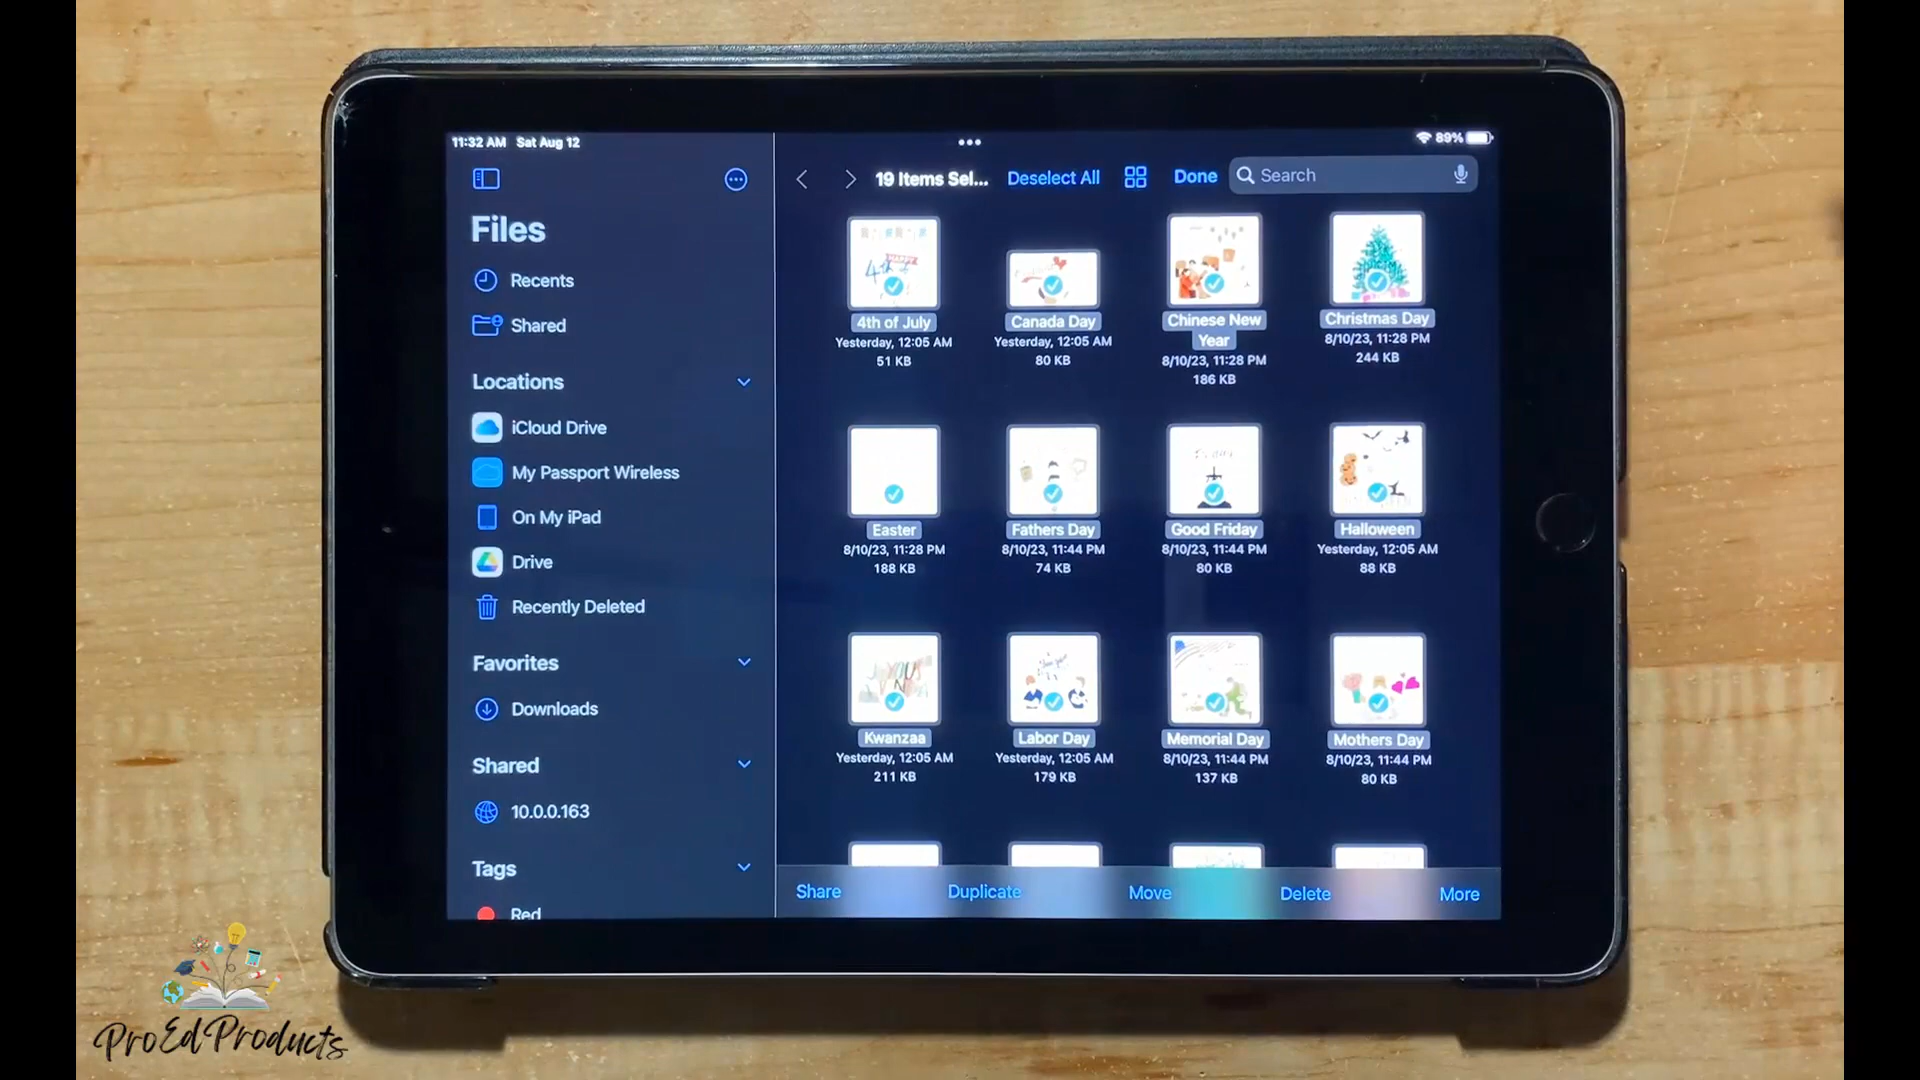 11:32 AM Sat Aug 12
89%
Files
Recents
Shared
Locations
iCloud Drive
My Passport Wireless
On My iPad
Drive
Recently Deleted
Favorites
Downloads
Shared
10.0.0.163
Tags
Red
19 Items Sel...
Deselect All
Done
Search
4th of July
Yesterday, 12:05 AM
51 KB
Canada Day
Yesterday, 12:05 AM
80 KB
Chinese New
Year
8/10/23, 11:28 PM
186 KB
Christmas Day
8/10/23, 11:28 PM
244 KB
Easter
8/10/23, 11:28 PM
188 KB
Fathers Day
8/10/23, 11:44 PM
74 KB
Good Friday
8/10/23, 11:44 PM
80 KB
Halloween
Yesterday, 12:05 AM
88 KB
Kwanzaa
Yesterday, 12:05 AM
211 KB
Labor Day
Yesterday, 12:05 AM
179 KB
Memorial Day
8/10/23, 11:44 PM
137 KB
Mothers Day
8/10/23, 11:44 PM
80 KB
Share
Duplicate
Move
Delete
More
ProEdProducts